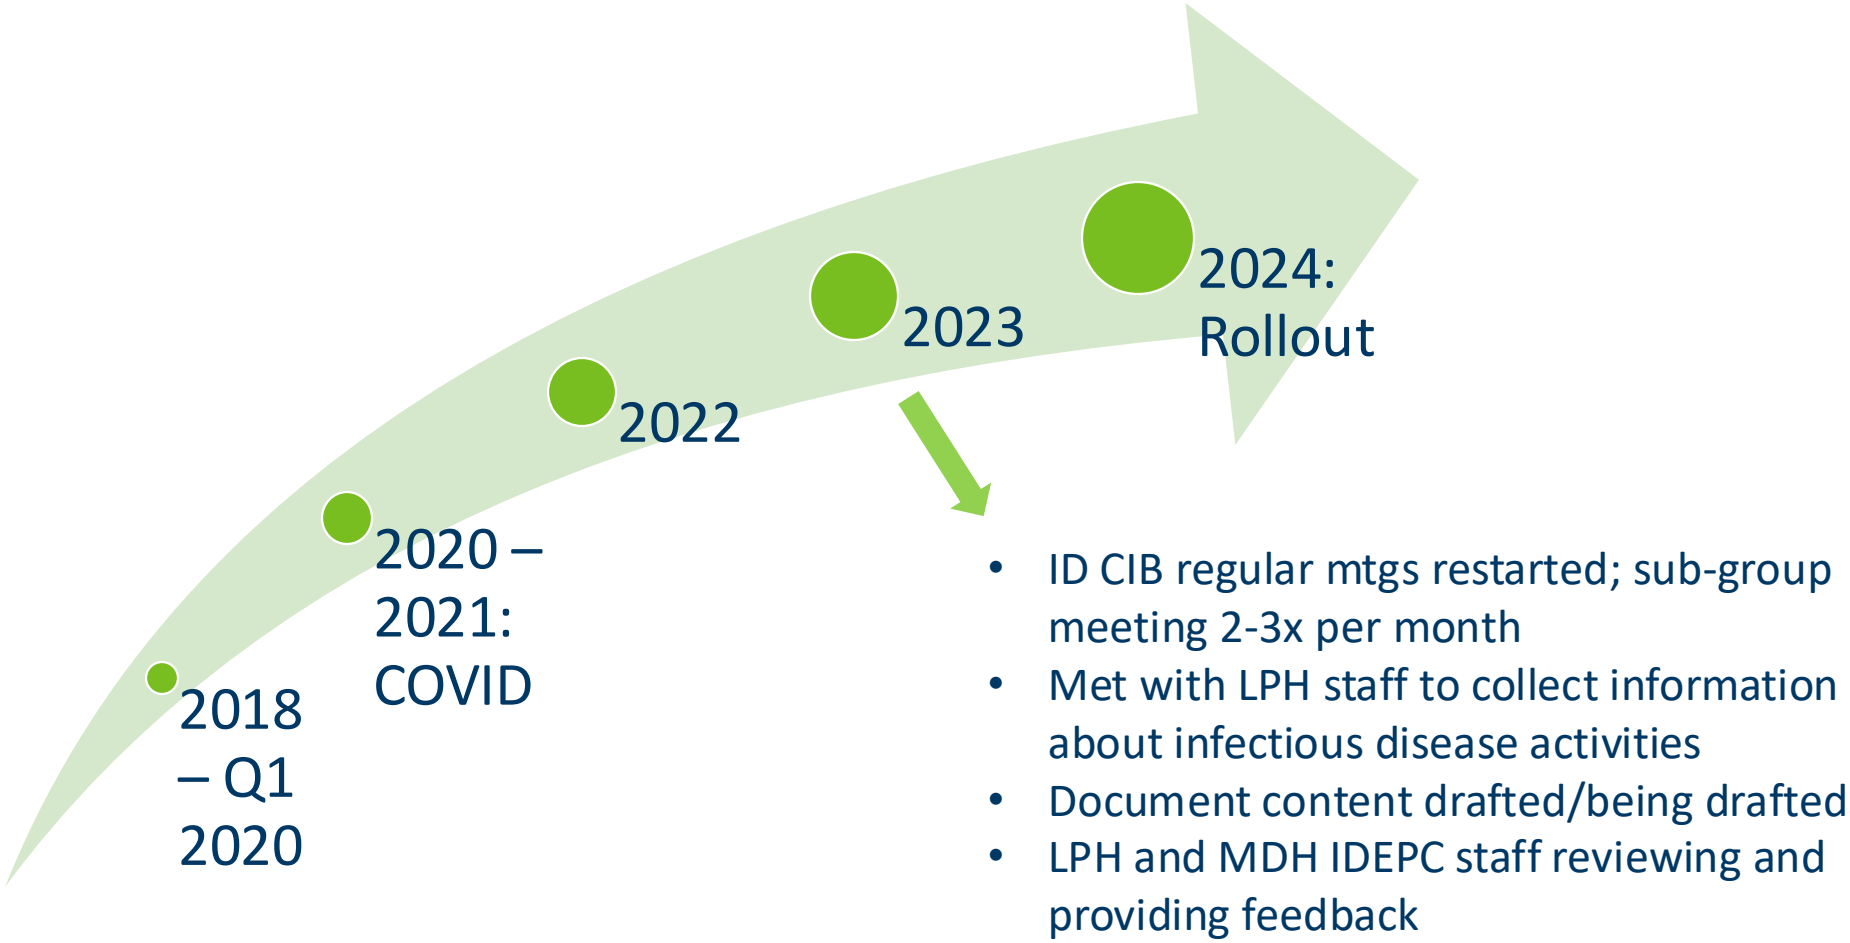 2018
– Q1
2020
2020 –
2021:
COVID
2022
2023
2024:
Rollout
• ID CIB regular mtgs restarted; sub-group
meeting 2-3x per month
• Met with LPH staff to collect information
about infectious disease activities
• Document content drafted/being drafted
• LPH and MDH IDEPC staff reviewing and
providing feedback